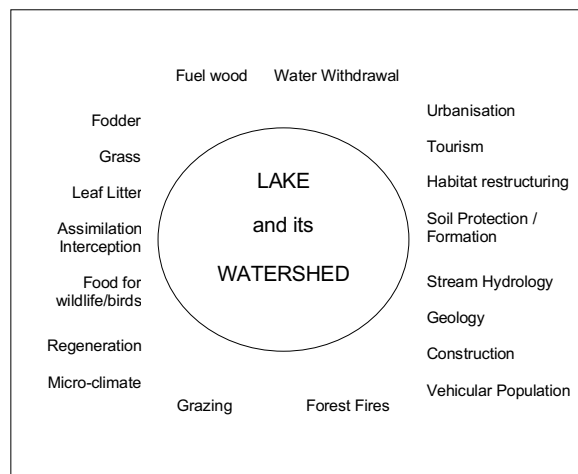 Fuel wood
Water Withdrawal
Fodder
Grass
Leaf Litter
Assimilation
Interception
Food for
wildlife/birds
Regeneration
Micro-climate
LAKE
and its
WATERSHED
Urbanisation
Tourism
Habitat restructuring
Soil Protection /
Formation
Stream Hydrology
Geology
Construction
Vehicular Population
Grazing
Forest Fires